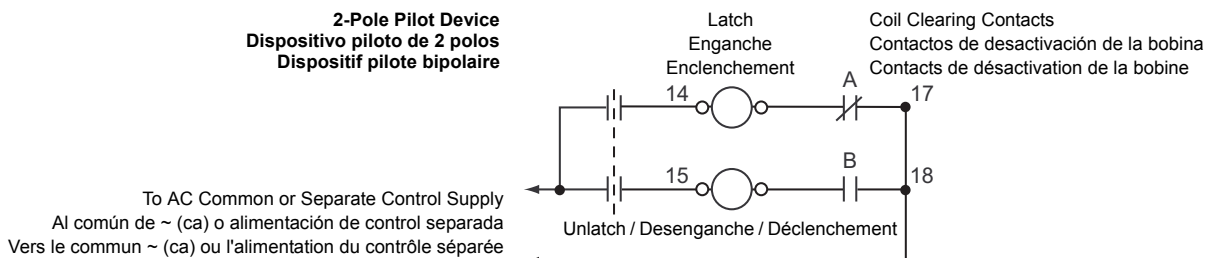 2-Pole Pilot Device
Dispositivo piloto de 2 polos
Dispositif pilote bipolaire
Latch
Enganche
Enclenchement
Coil Clearing Contacts
Contactos de desactivación de la bobina
Contacts de désactivation de la bobine
14
A
17
15
B
18
To AC Common or Separate Control Supply
Al común de ~ (ca) o alimentación de control separada
Vers le commun ~ (ca) ou l'alimentation du contrôle séparée
Unlatch / Desenganche / Déclenchement